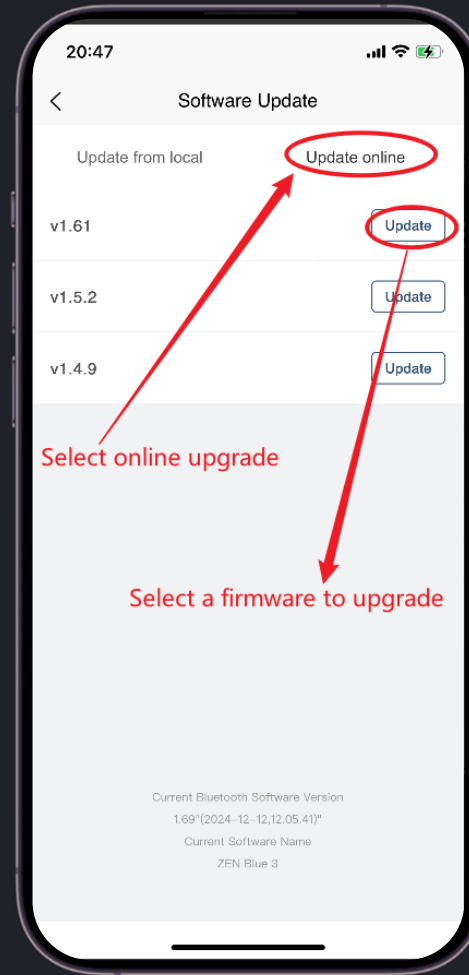 20:47
Software Update
Update from local Update online
v1.61 Update
v1.5.2 Update
v1.4.9 Update
Select online upgrade
Select a firmware to upgrade
Current Bluetooth Software Version
1.69"(2024-12-12,12.05.41)"
Current Software Name
ZEN Blue 3